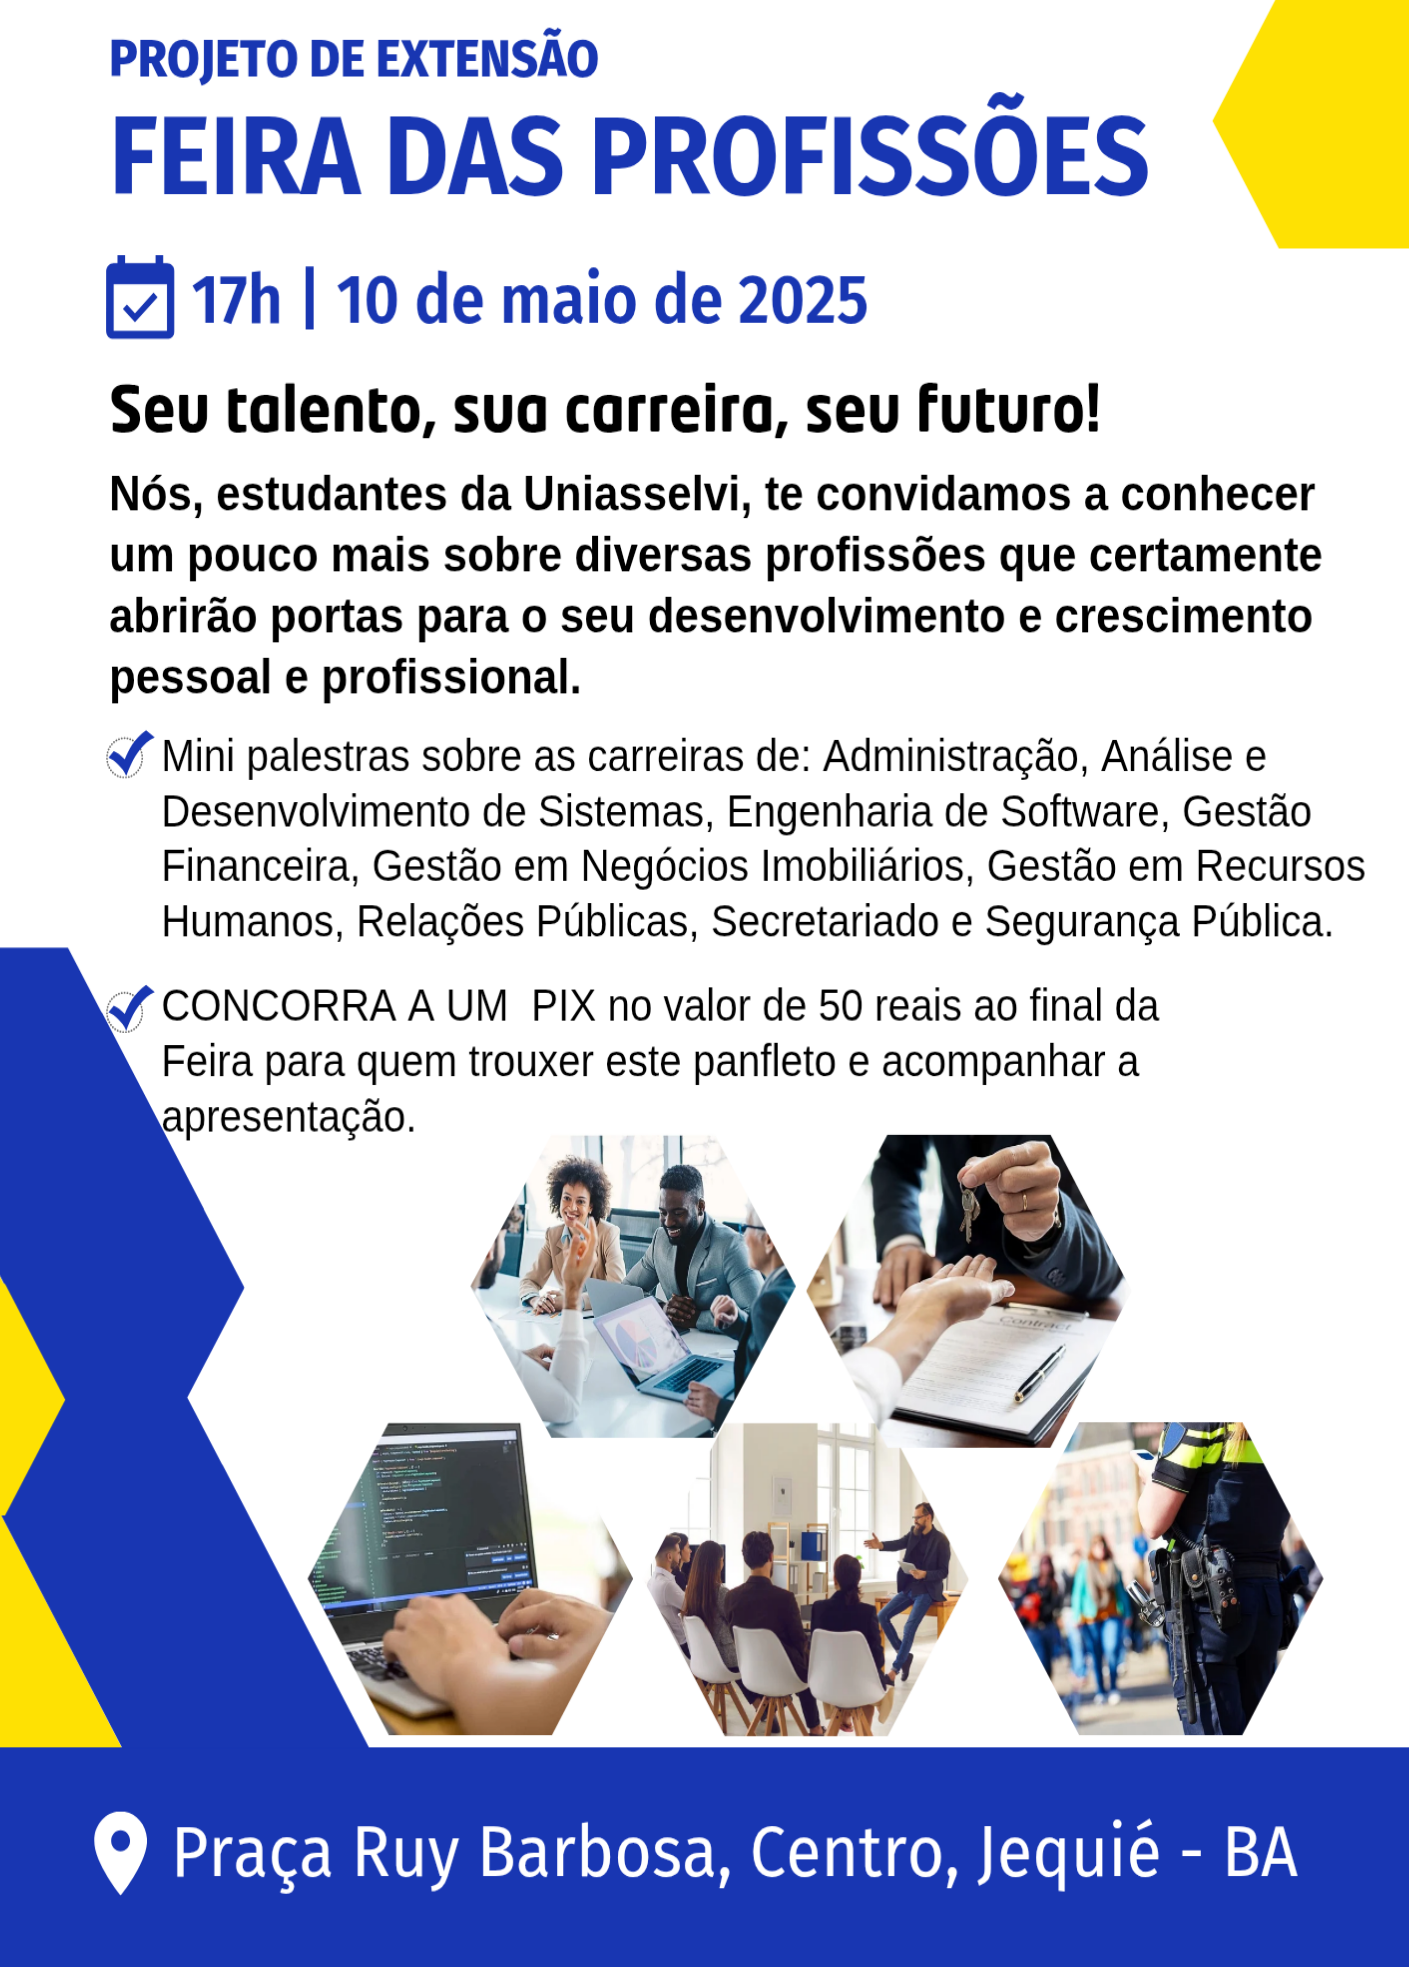 PROJETO DE EXTENSÃO
FEIRA DAS PROFISSÕES
17h | 10 de maio de 2025
Seu talento, sua carreira, seu futuro!
Nós, estudantes da Uniasselvi, te convidamos a conhecer
um pouco mais sobre diversas profissões que certamente
abrirão portas para o seu desenvolvimento e crescimento
pessoal e profissional.
Mini palestras sobre as carreiras de: Administração, Análise e
Desenvolvimento de Sistemas, Engenharia de Software, Gestão
Financeira, Gestão em Negócios Imobiliários, Gestão em Recursos
Humanos, Relações Públicas, Secretariado e Segurança Pública.
CONCORRA A UM  PIX no valor de 50 reais ao final da
Feira para quem trouxer este panfleto e acompanhar a
apresentação.
Contract
Praça Ruy Barbosa, Centro, Jequié - BA